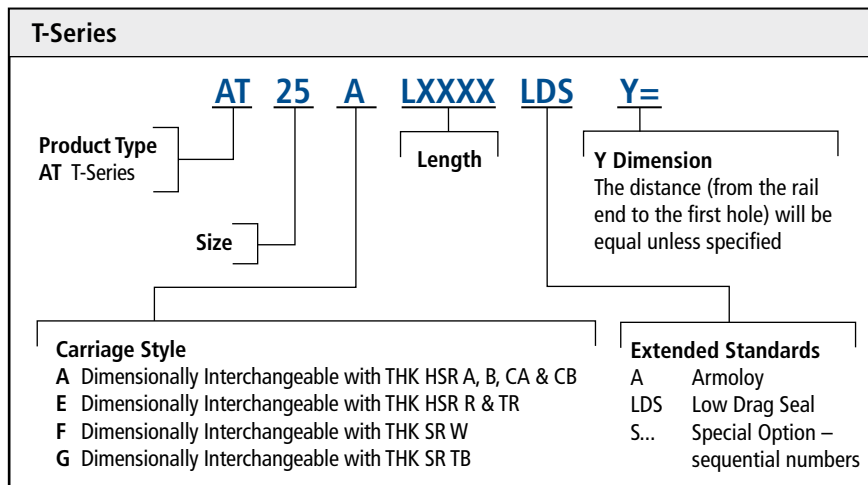 T-Series
AT 25 A LXXXX LDS Y=
Product Type
AT T-Series
Length
Y Dimension
The distance (from the rail
end to the first hole) will be
equal unless specified
Size
Carriage Style
A Dimensionally Interchangeable with THK HSR A, B, CA & CB
E Dimensionally Interchangeable with THK HSR R & TR
F Dimensionally Interchangeable with THK SR W
G Dimensionally Interchangeable with THK SR TB
Extended Standards
A Armoloy
LDS Low Drag Seal
S... Special Option –
sequential numbers